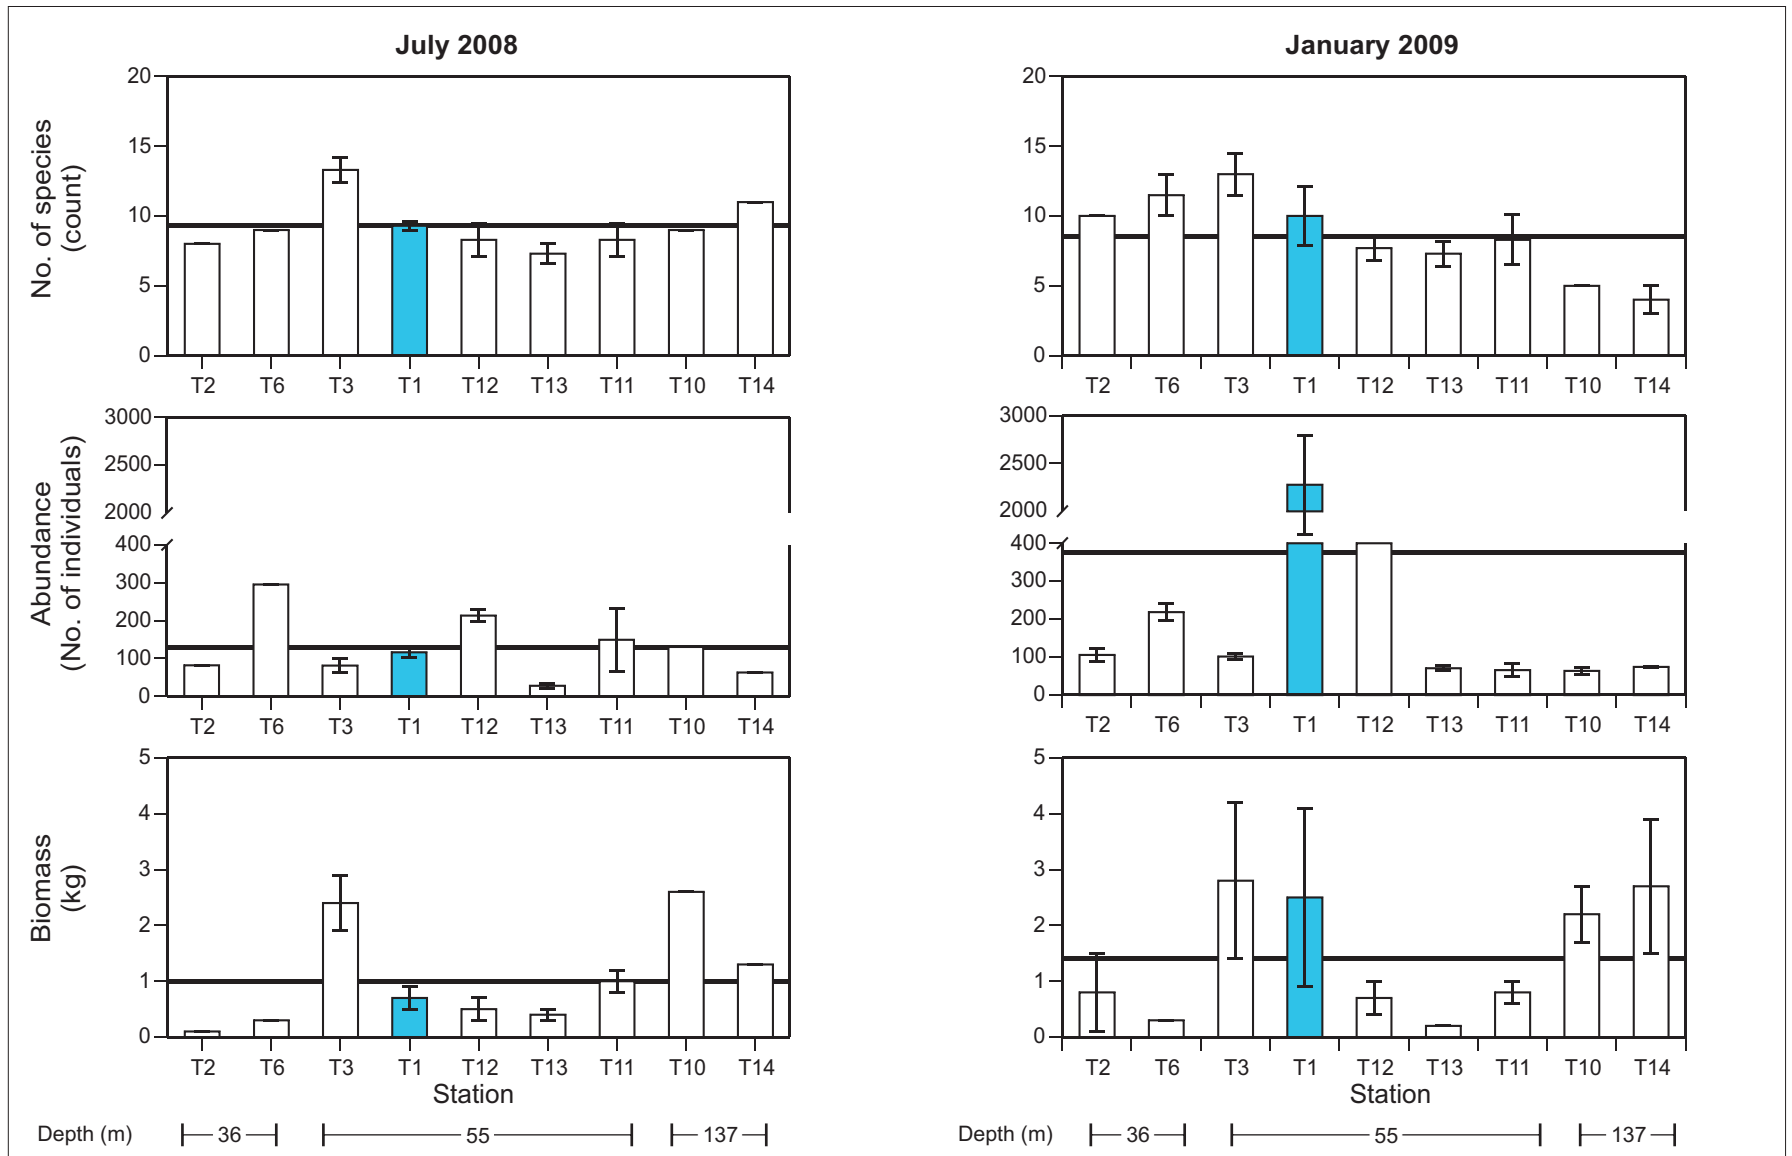 July 2008
January 2009
No. of species
(count)
20
15
10
5
0
T2 T6 T3 T1 T12 T13 T11 T10 T14
20
15
10
5
0
T2 T6 T3 T1 T12 T13 T11 T10 T14
Abundance
(No. of individuals)
3000
2500
2000
400
300
200
100
0
T2 T6 T3 T1 T12 T13 T11 T10 T14
3000
2500
2000
400
300
200
100
0
T2 T6 T3 T1 T12 T13 T11 T10 T14
Biomass
(kg)
5
4
3
2
1
0
T2 T6 T3 T1 T12 T13 T11 T10 T14
Station
5
4
3
2
1
0
T2 T6 T3 T1 T12 T13 T11 T10 T14
Station
Depth (m) 36 55 137
Depth (m) 36 55 137